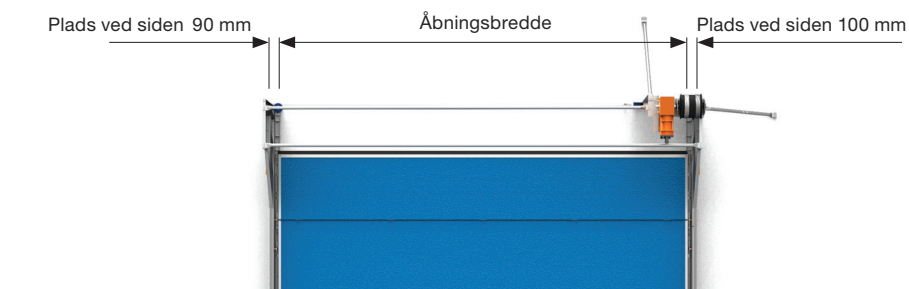 Plads ved siden 90 mm
Åbningsbredde
Plads ved siden 100 mm